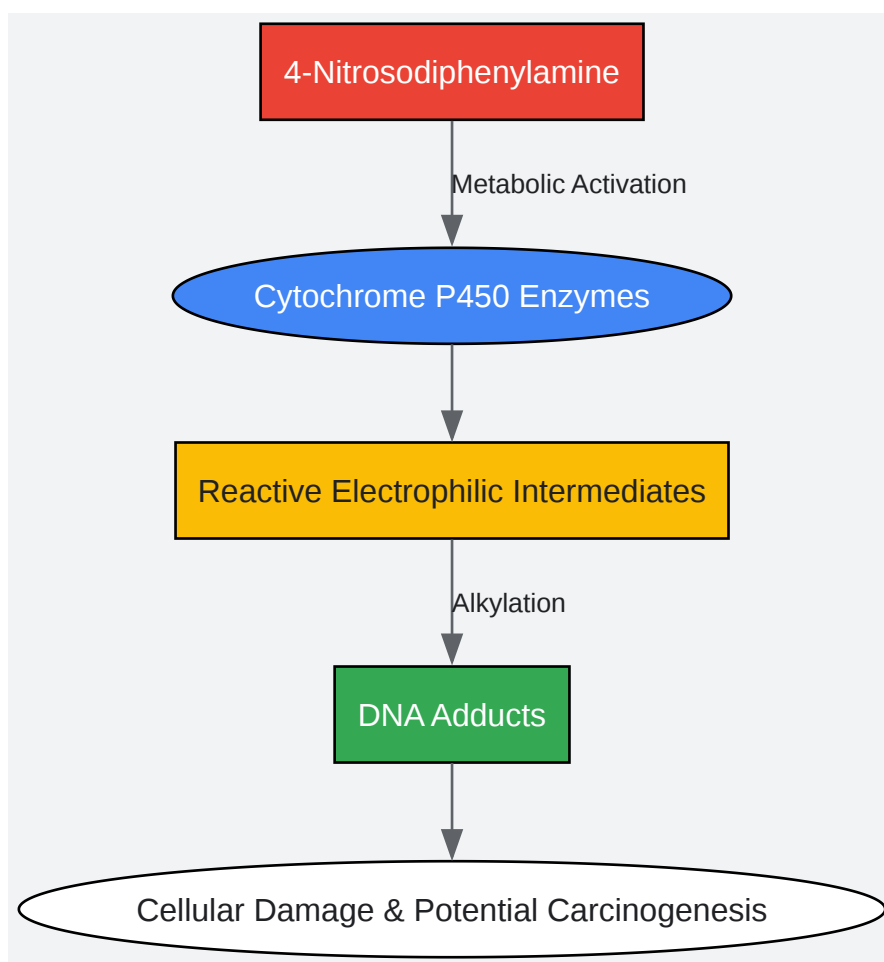 4-Nitrosodiphenylamine
Metabolic Activation
Cytochrome P450 Enzymes
Reactive Electrophilic Intermediates
Alkylation
DNA Adducts
Cellular Damage & Potential Carcinogenesis